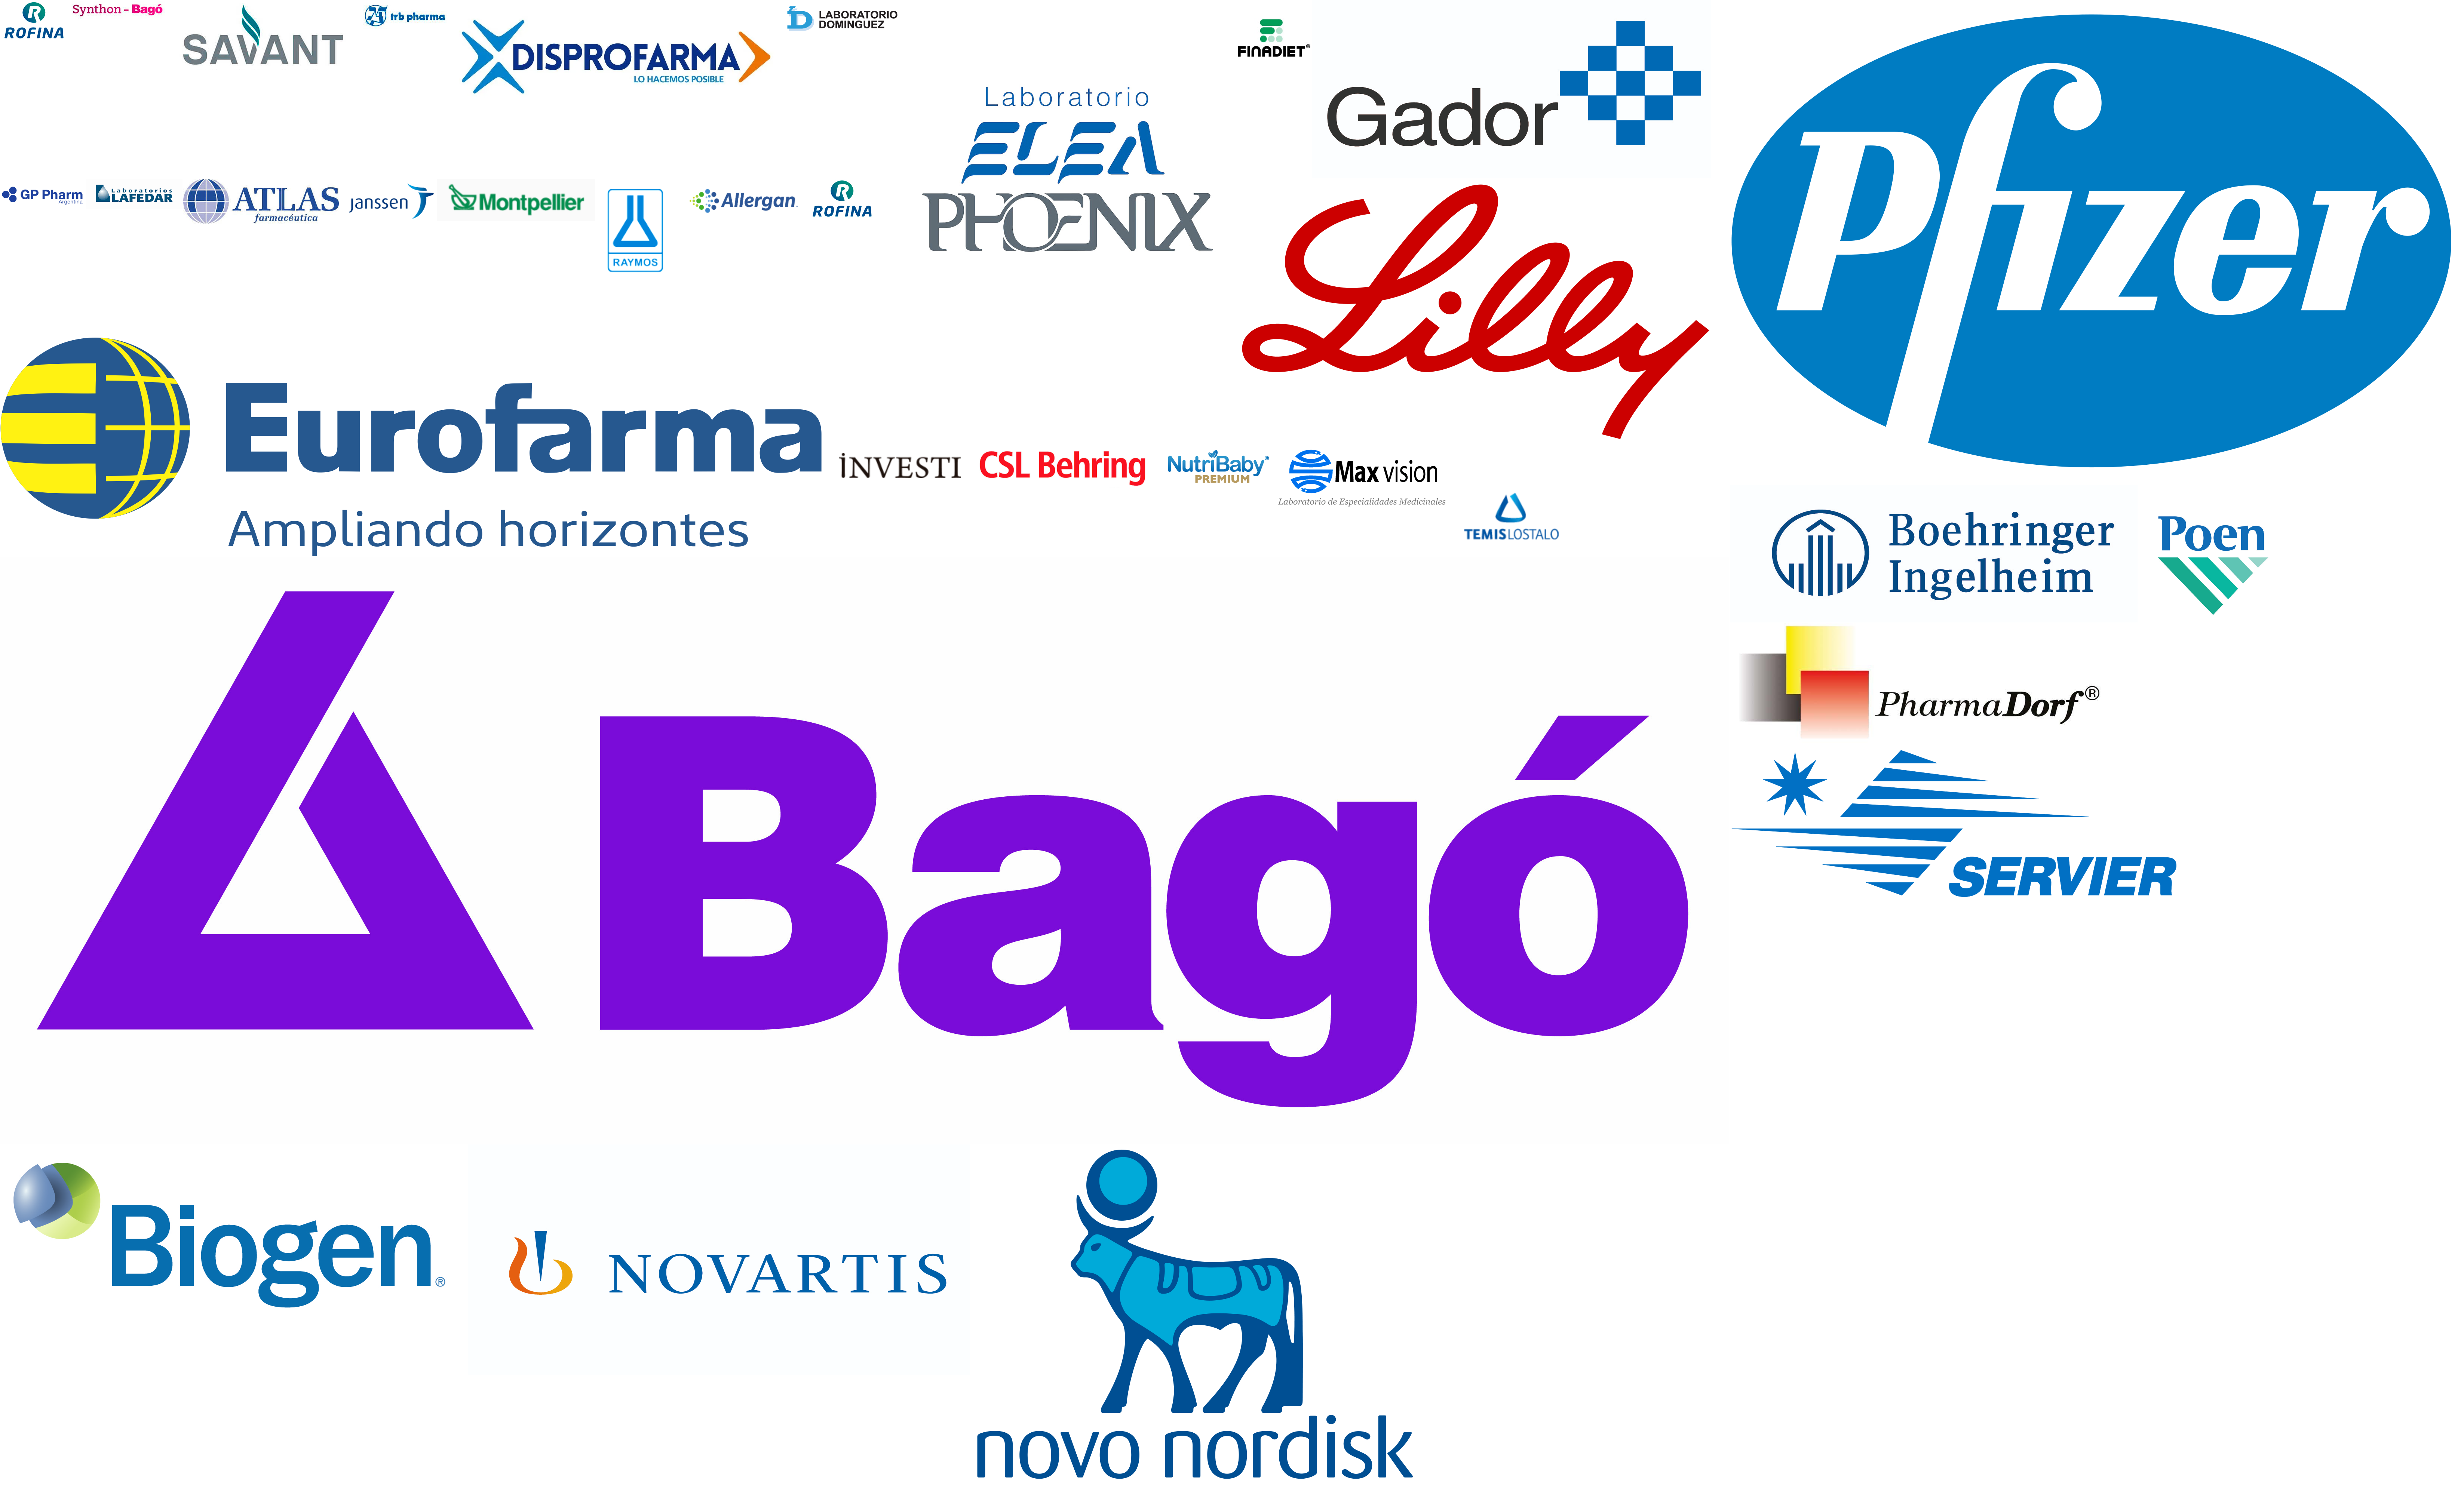 R
ROFINA
Synthon - Bagó
SAVANT
trb pharma
DISPROFARMA
LO HACEMOS POSIBLE
LABORATORIO
DOMINGUEZ
FINADIET®
Laboratorio
ELEA
PHOENIX
Gador
Pfizer
GP Pharm
Argentina
Laboratorios
LAFEDAR
ATLAS
farmacéutica
janssen
Montpellier
RAYMOS
Allergan
R
ROFINA
Lilly
Eurofarma
Ampliando horizontes
INVESTI
CSL Behring
NutriBaby®
PREMIUM
Max vision
Laboratorio de Especialidades Medicinales
TEMISLOSTALO
Boehringer
Ingelheim
Poen
PharmaDorf®
SERVIER
Bagó
Biogen®
NOVARTIS
novo nordisk